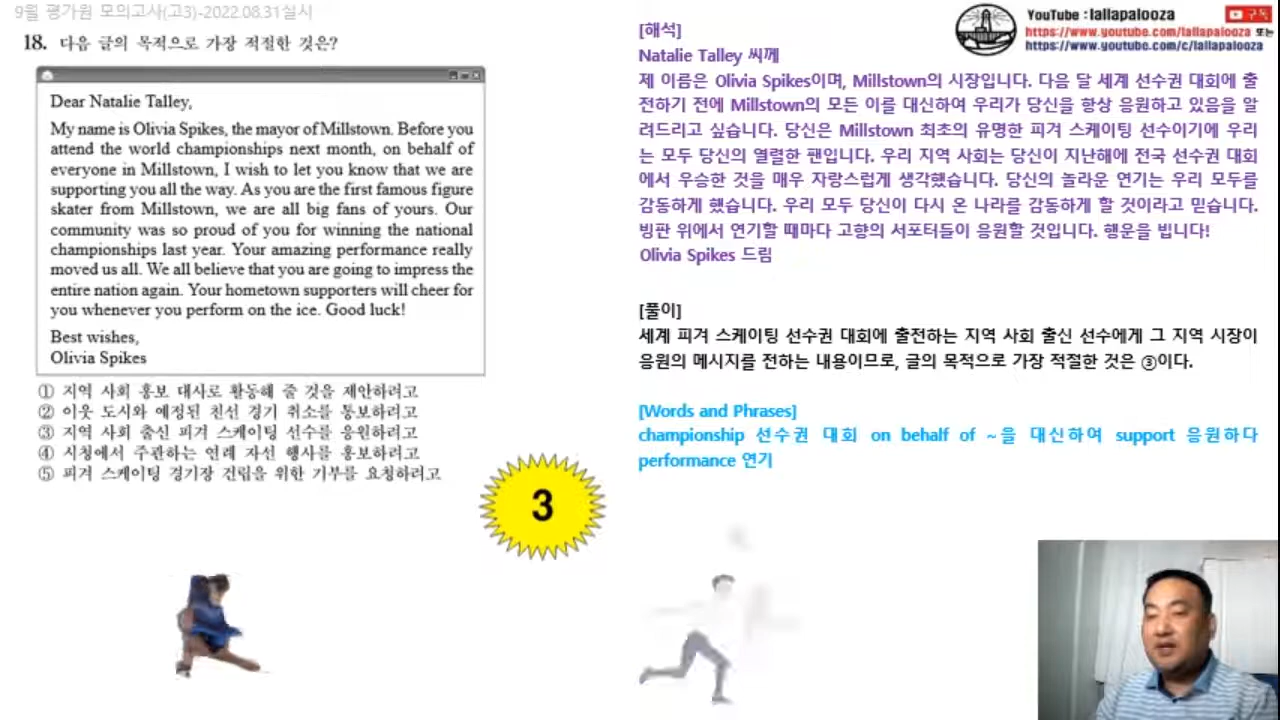 9월 평가원 모의고사(고3)-2022.08.31실시
18. 다음 글의 목적으로 가장 적절한 것은?
Dear Natalie Talley,
My name is Olivia Spikes, the mayor of Millstown. Before you
attend the world championships next month, on behalf of
everyone in Millstown, I wish to let you know that we are
supporting you all the way. As you are the first famous figure
skater from Millstown, we are all big fans of yours. Our
community was so proud of you for winning the national
championships last year. Your amazing performance really
moved us all. We all believe that you are going to impress the
entire nation again. Your hometown supporters will cheer for
you whenever you perform on the ice. Good luck!
Best wishes,
Olivia Spikes
① 지역 사회 홍보 대사로 활동해 줄 것을 제안하려고
② 이웃 도시와 예정된 친선 경기 취소를 통보하려고
③ 지역 사회 출신 피겨 스케이팅 선수를 응원하려고
④ 시청에서 주관하는 연례 자선 행사를 홍보하려고
⑤ 피겨 스케이팅 경기장 건립을 위한 기부를 요청하려고
3
YouTube : lallapalooza
구독
https://www.youtube.com/lallapalooza 또는
https://www.youtube.com/c/lallapalooza
[해석]
Natalie Talley 씨께
제 이름은 Olivia Spikes이며, Millstown의 시장입니다. 다음 달 세계 선수권 대회에 출
전하기 전에 Millstown의 모든 이를 대신하여 우리가 당신을 항상 응원하고 있음을 알
려드리고 싶습니다. 당신은 Millstown 최초의 유명한 피겨 스케이팅 선수이기에 우리
는 모두 당신의 열렬한 팬입니다. 우리 지역 사회는 당신이 지난해에 전국 선수권 대회
에서 우승한 것을 매우 자랑스럽게 생각했습니다. 당신의 놀라운 연기는 우리 모두를
감동하게 했습니다. 우리 모두 당신이 다시 온 나라를 감동하게 할 것이라고 믿습니다.
빙판 위에서 연기할 때마다 고향의 서포터들이 응원할 것입니다. 행운을 빕니다!
Olivia Spikes 드림
[풀이]
세계 피겨 스케이팅 선수권 대회에 출전하는 지역 사회 출신 선수에게 그 지역 시장이
응원의 메시지를 전하는 내용이므로, 글의 목적으로 가장 적절한 것은 ③이다.
[Words and Phrases]
championship 선수권 대회 on behalf of ~을 대신하여 support 응원하다
performance 연기